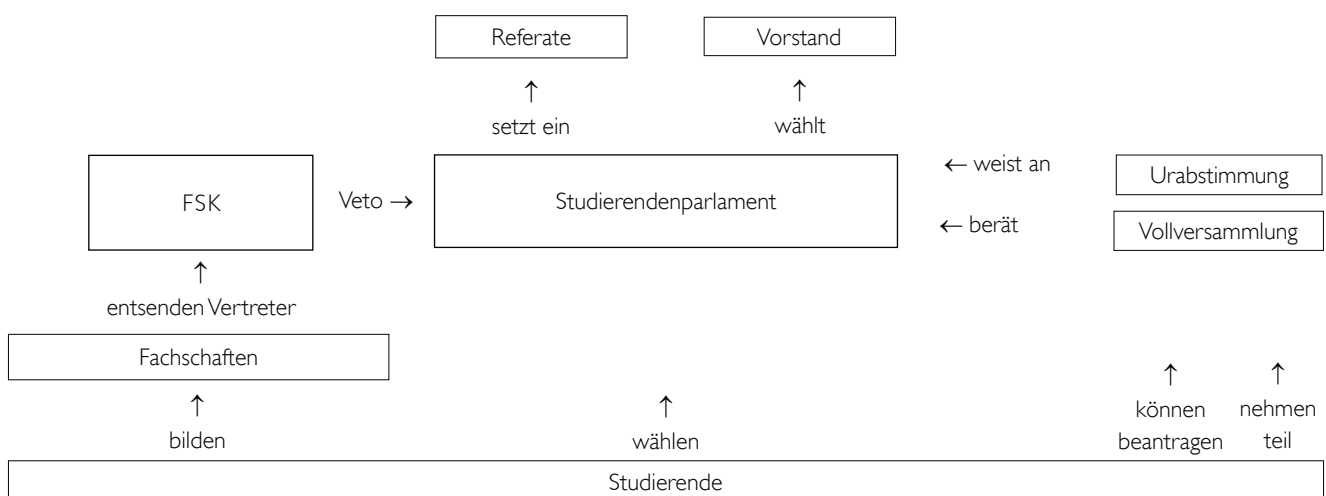 Referate
Vorstand
↑
↑
setzt ein
wählt
FSK
Veto →
Studierendenparlament
← weist an
← berät
Urabstimmung
Vollversammlung
↑
entsenden Vertreter
Fachschaften
↑
bilden
↑
wählen
↑
können
beantragen
↑
nehmen
teil
Studierende